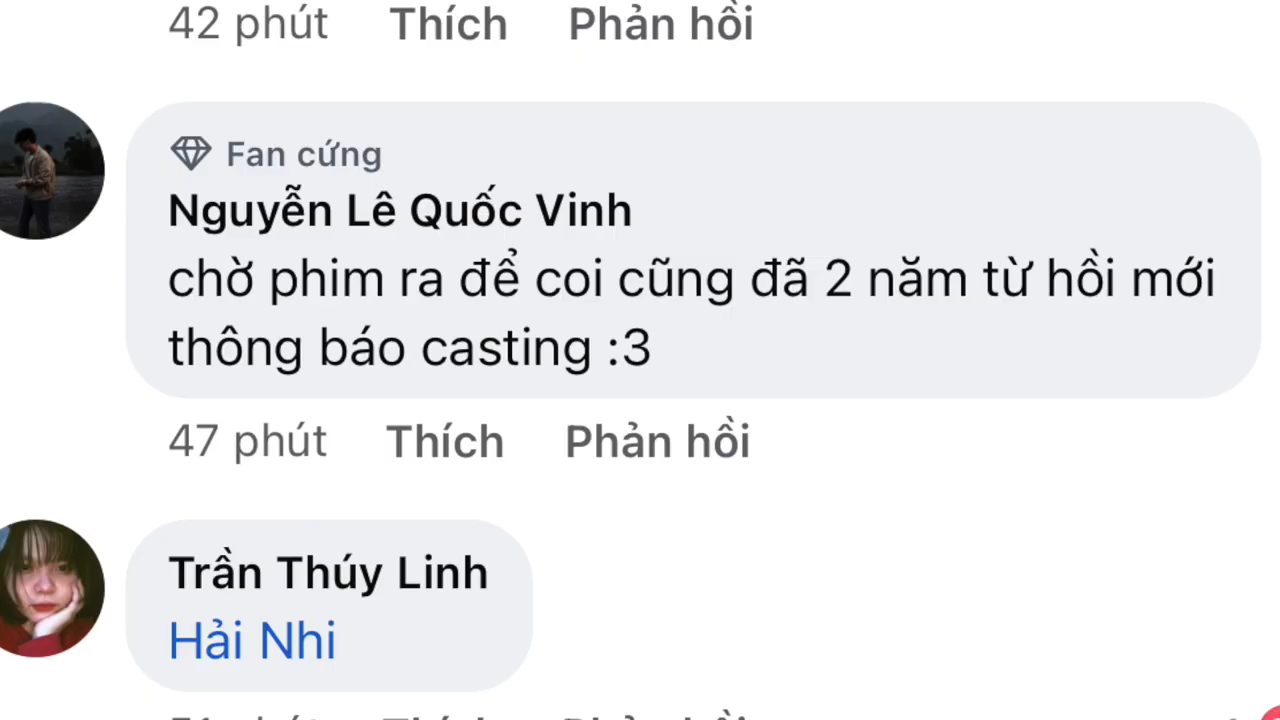 42 phút Thích Phản hồi
Fan cứng
Nguyễn Lê Quốc Vinh
chờ phim ra để coi cũng đã 2 năm từ hồi mới
thông báo casting :3
47 phút Thích Phản hồi
Trần Thúy Linh
Hải Nhi